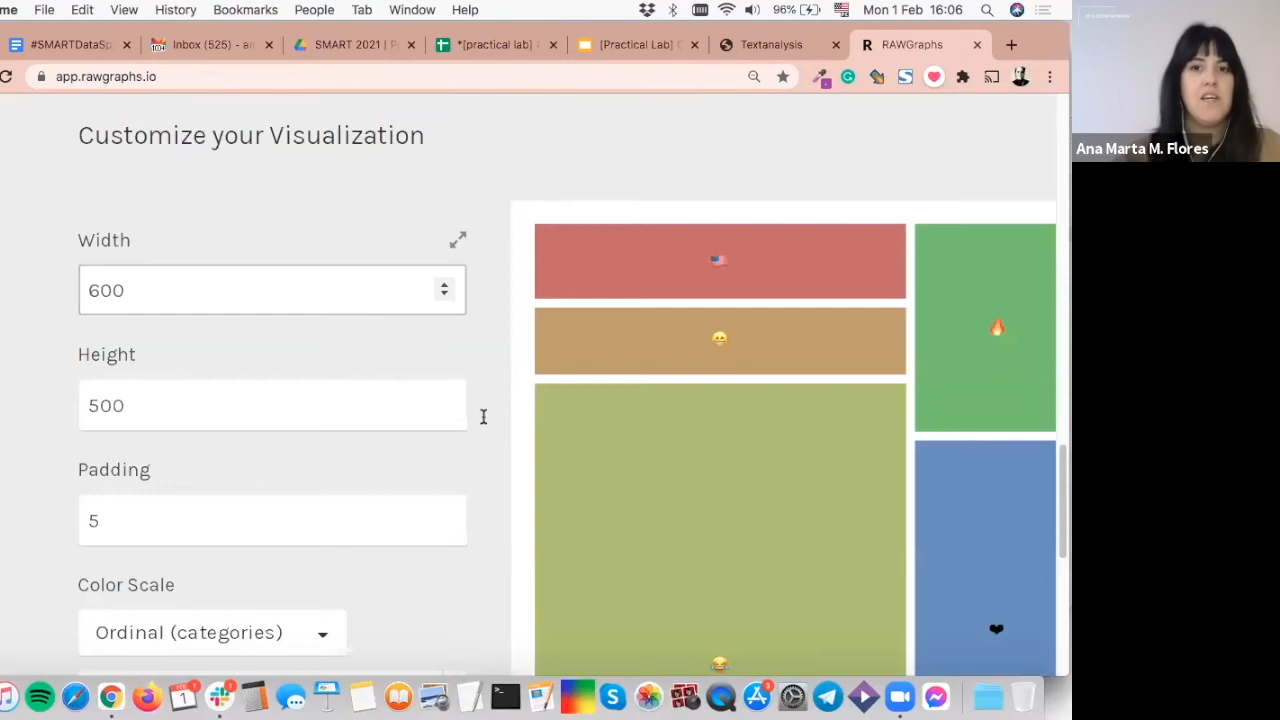 me File Edit View History Bookmarks People Tab Window Help 96% Mon 1 Feb 16:06
#SMARTDataSp Inbox (525) - an SMART 2021 | P *[practical lab] [Practical Lab] C Textanalysis RAWGraphs
app.rawgraphs.io
Ana Marta M. Flores
Customize your Visualization
Width
600
Height
500
Padding
5
Color Scale
Ordinal (categories)